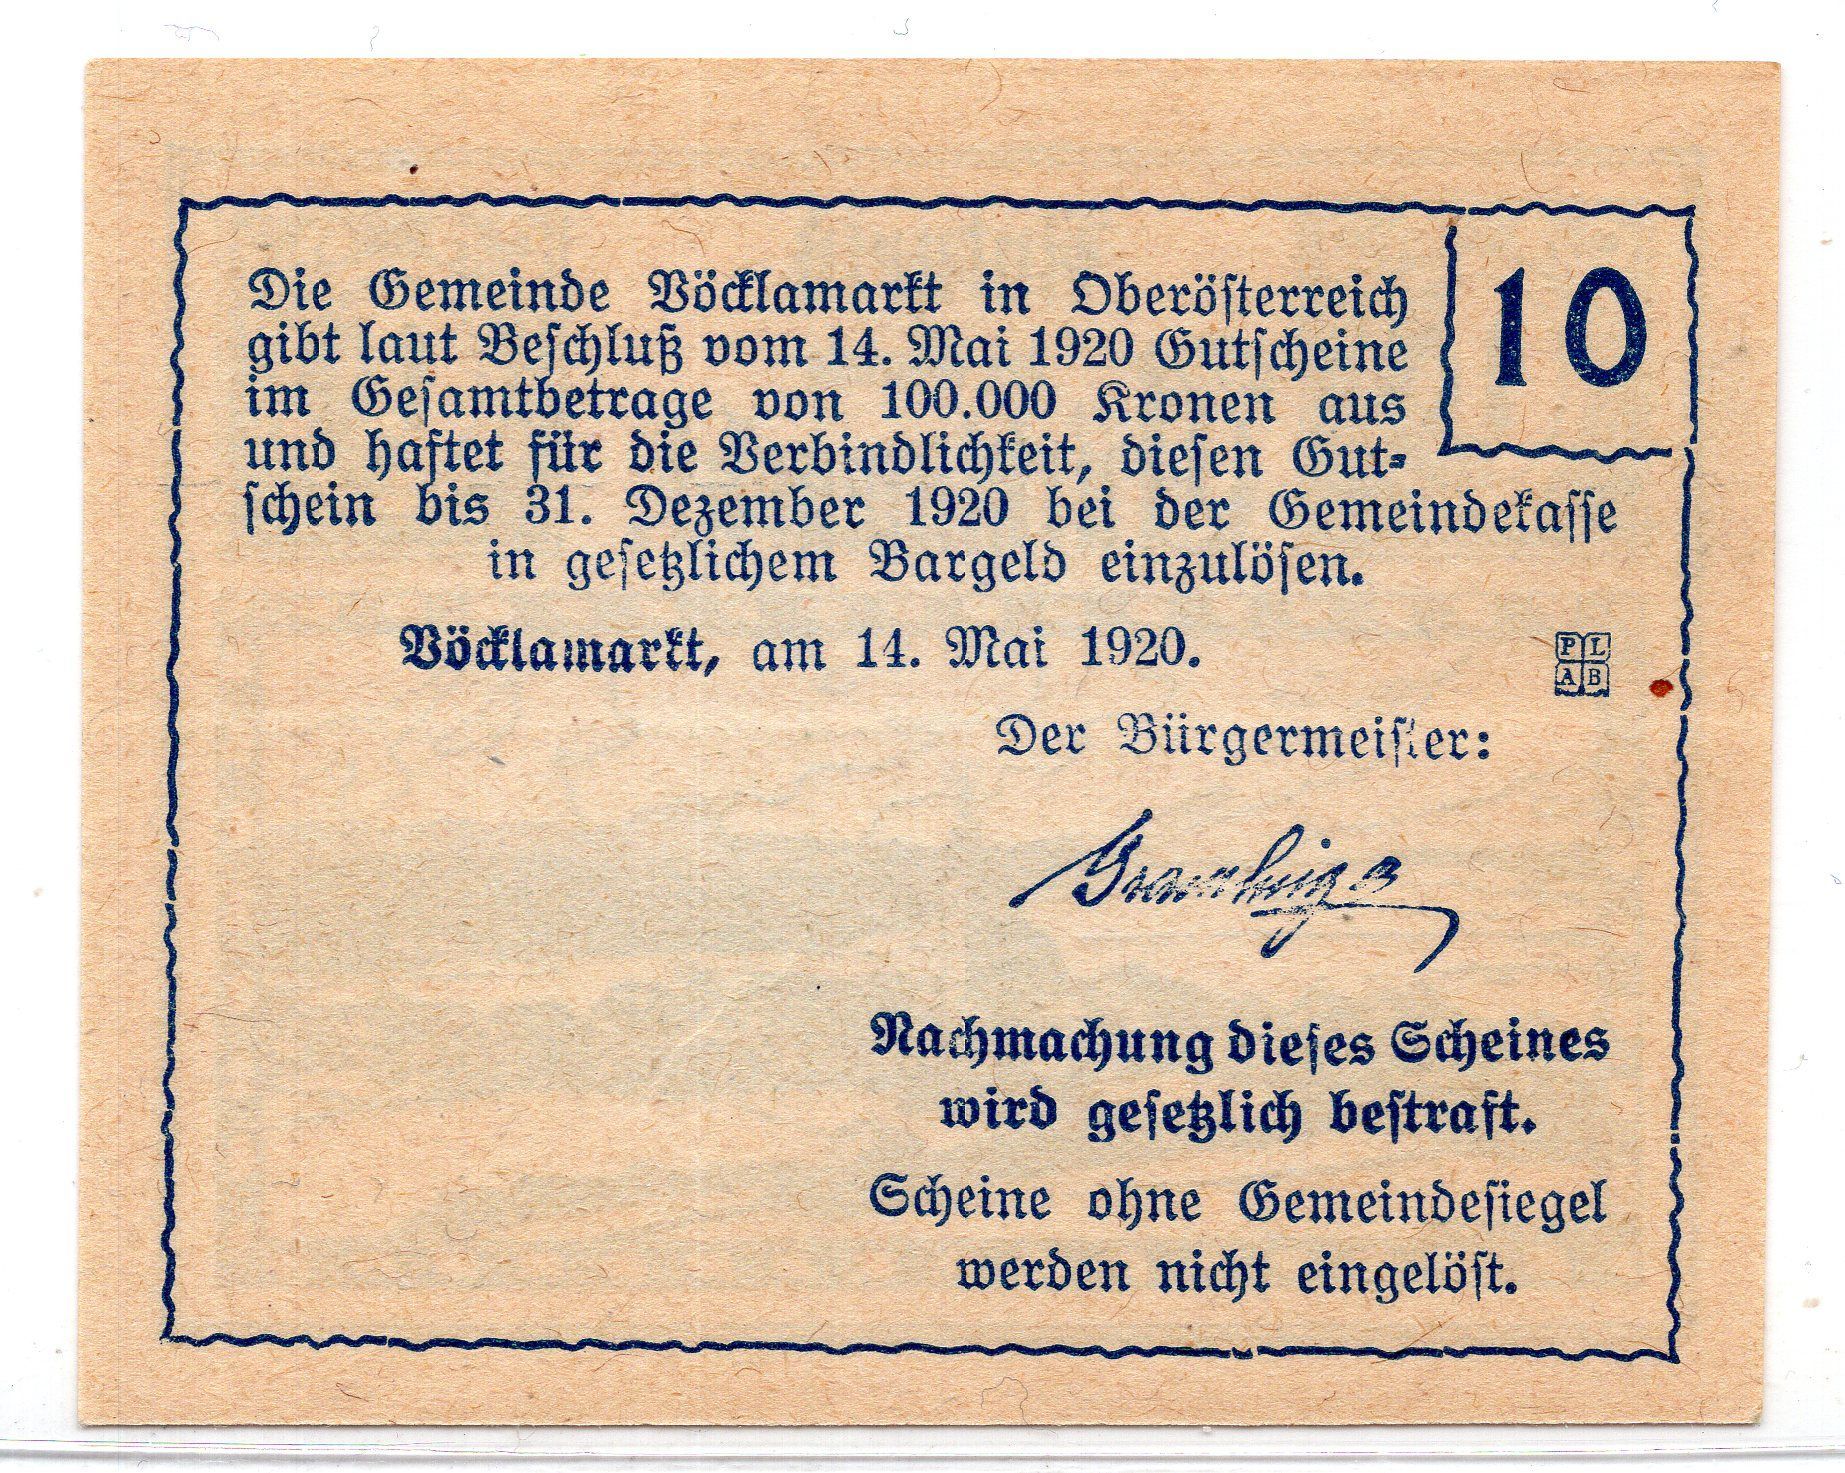 Die Gemeinde Vöcklamarkt in Oberösterreich
gibt laut Beschluß vom 14. Mai 1920 Gutscheine
im Gesamtbetrage von 100.000 Kronen aus
und haftet für die Verbindlichkeit, diesen Gut-
schein bis 31. Dezember 1920 bei der Gemeindekasse
in gesetzlichem Bargeld einzulösen.
10
Vöcklamarkt, am 14. Mai 1920.
P L
A B
Der Bürgermeister:
Nachmachung dieses Scheines
wird gesetzlich bestraft.
Scheine ohne Gemeindesiegel
werden nicht eingelöst.